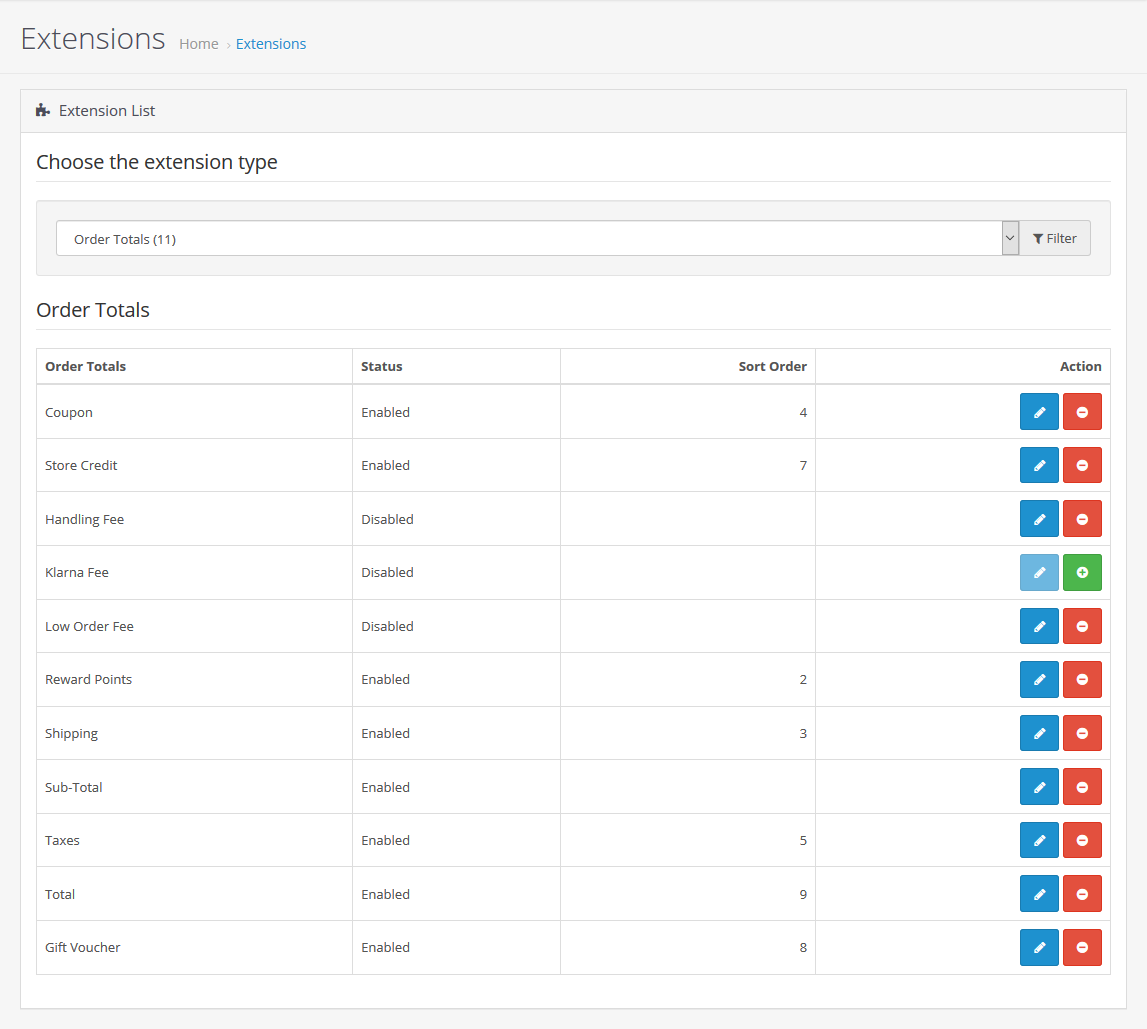 Extensions Home › Extensions
Extension List
Choose the extension type
Order Totals (11) Filter
Order Totals
Order Totals Status Sort Order Action
Coupon Enabled 4
Store Credit Enabled 7
Handling Fee Disabled
Klarna Fee Disabled
Low Order Fee Disabled
Reward Points Enabled 2
Shipping Enabled 3
Sub-Total Enabled
Taxes Enabled 5
Total Enabled 9
Gift Voucher Enabled 8